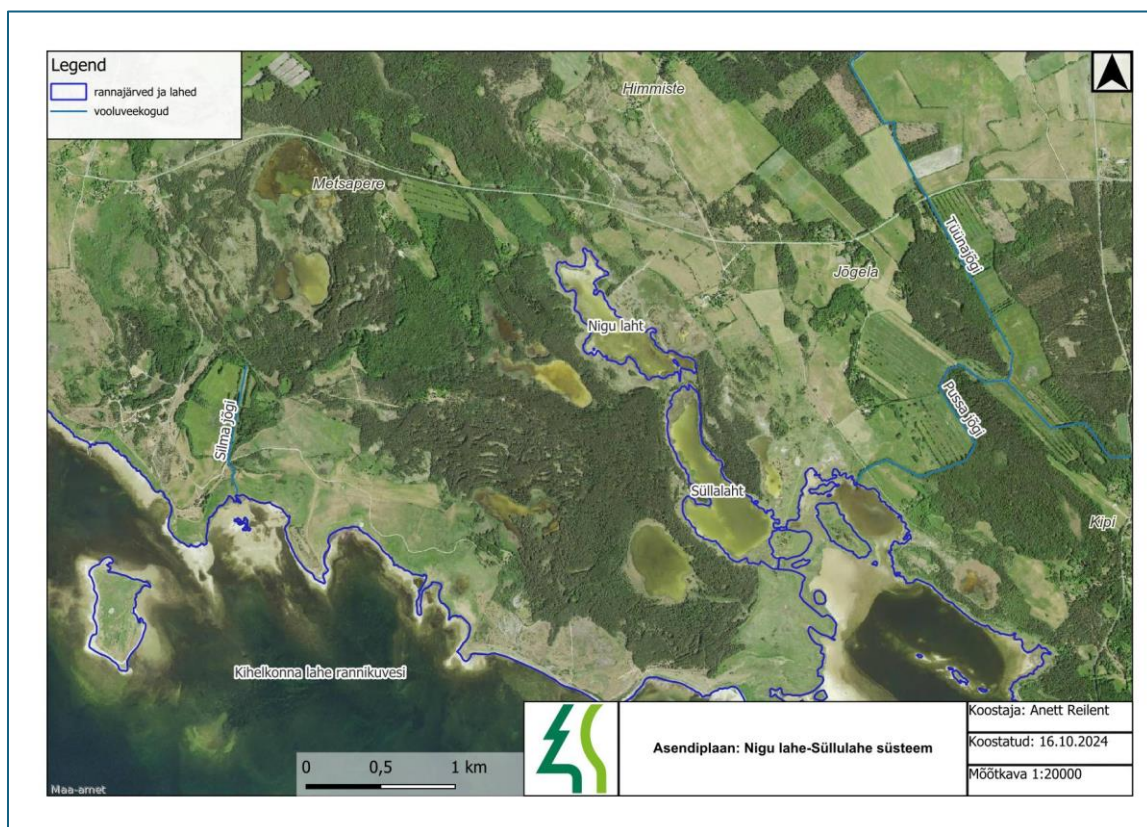 Legend
rannajärved ja lahed
vooluveekogud
Himmiste
Metsapere
Tüünajõgi
Jõgela
Nigu laht
Silma jõgi
Pussa jõgi
Süllalaht
Kipi
Kihelkonna lahe rannikuvesi
0 0,5 1 km
Maa-amet
Asendiplaan: Nigu lahe-Süllulahe süsteem
Koostaja: Anett Reilent
Koostatud: 16.10.2024
Mõõtkava 1:20000